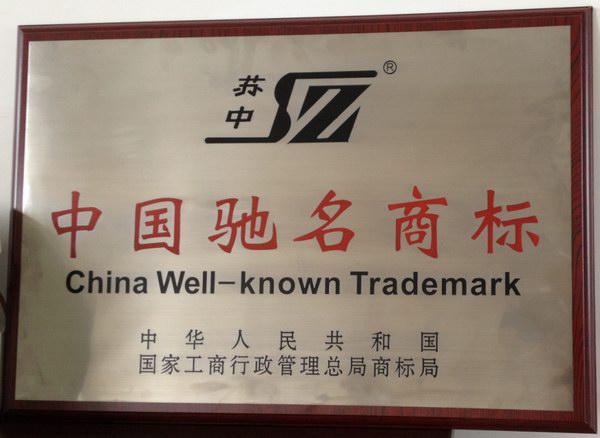 苏中 SZ ®
中国驰名商标
China Well-known Trademark
中华人民共和国
国家工商行政管理总局商标局